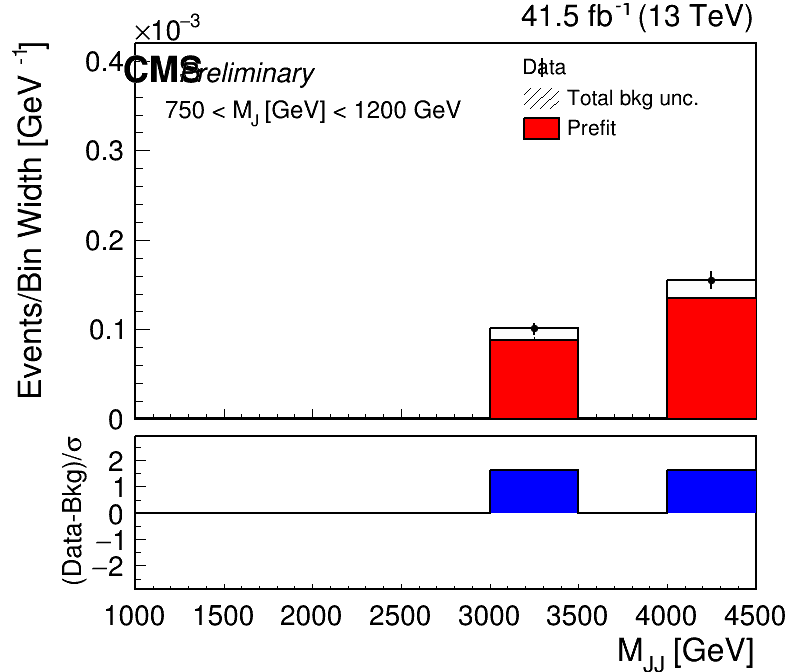 ×10⁻³
41.5 fb⁻¹ (13 TeV)
CMS Preliminary
750 < M_J [GeV] < 1200 GeV
Data
Total bkg unc.
Prefit
Events/Bin Width [GeV⁻¹]
0.4
0.3
0.2
0.1
0
(Data-Bkg)/σ
2
1
0
−1
−2
1000 1500 2000 2500 3000 3500 4000 4500
M_JJ [GeV]